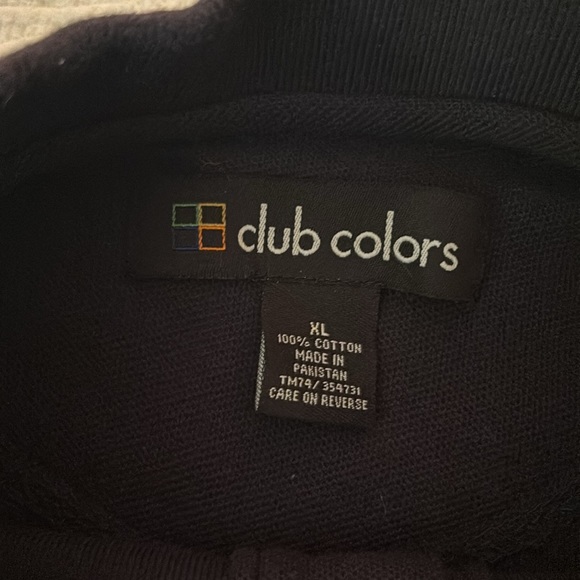 club colors
XL
100% COTTON
MADE IN
PAKISTAN
TM74/354731
CARE ON REVERSE